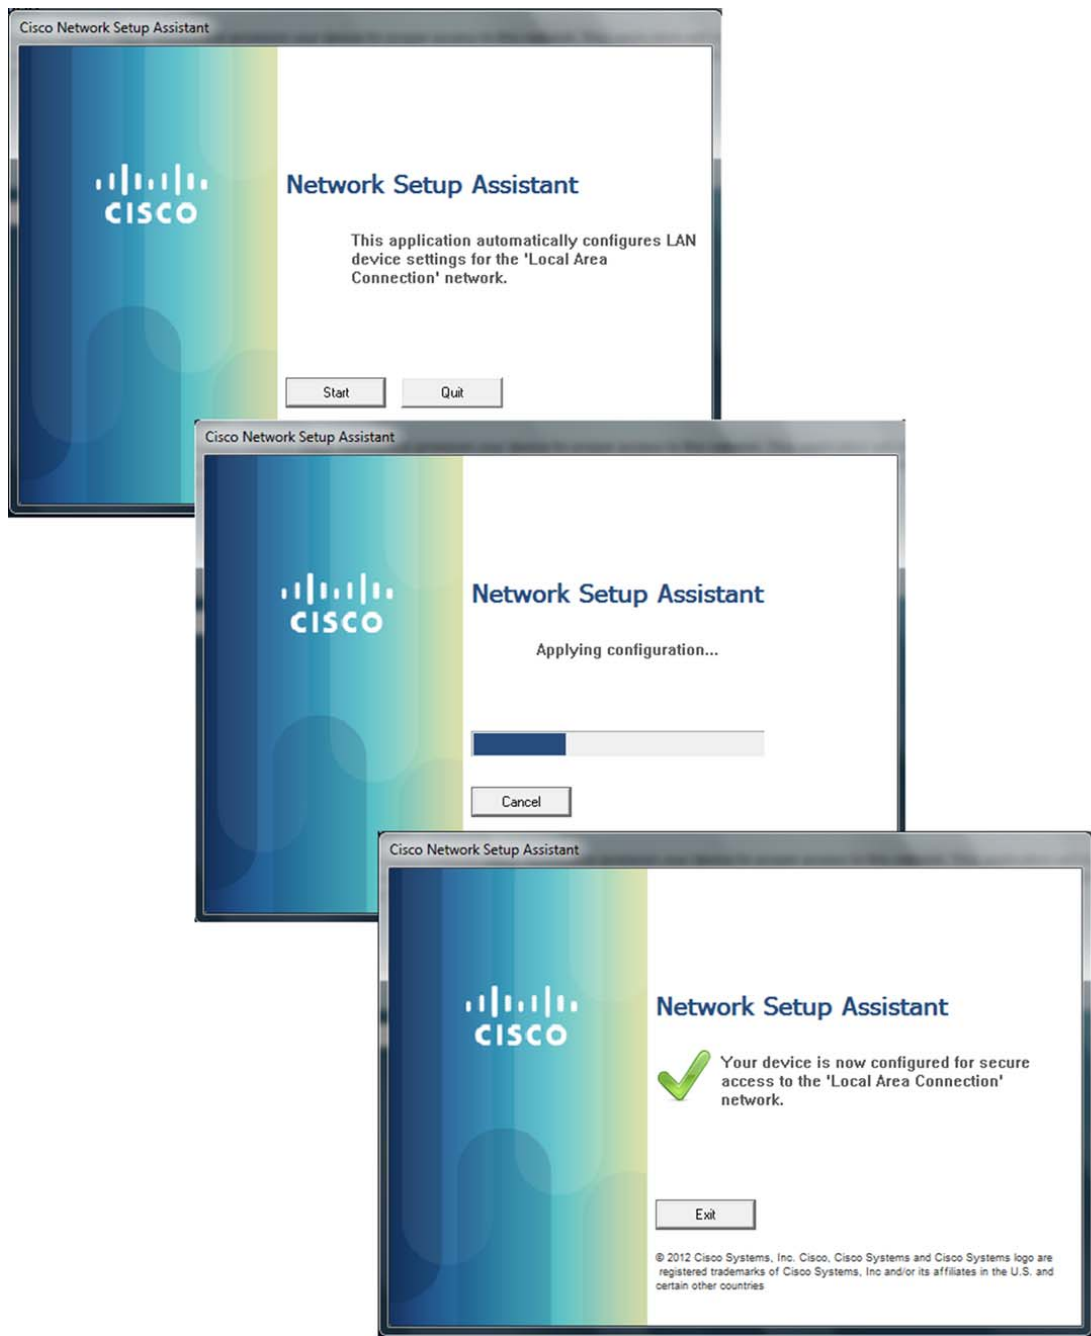 Cisco Network Setup Assistant
CISCO
Network Setup Assistant
This application automatically configures LAN
device settings for the 'Local Area
Connection' network.
Start
Quit
Cisco Network Setup Assistant
CISCO
Network Setup Assistant
Applying configuration...
Cancel
Cisco Network Setup Assistant
CISCO
Network Setup Assistant
Your device is now configured for secure
access to the 'Local Area Connection'
network.
Exit
© 2012 Cisco Systems, Inc. Cisco, Cisco Systems and Cisco Systems logo are
registered trademarks of Cisco Systems, Inc and/or its affiliates in the U.S. and
certain other countries